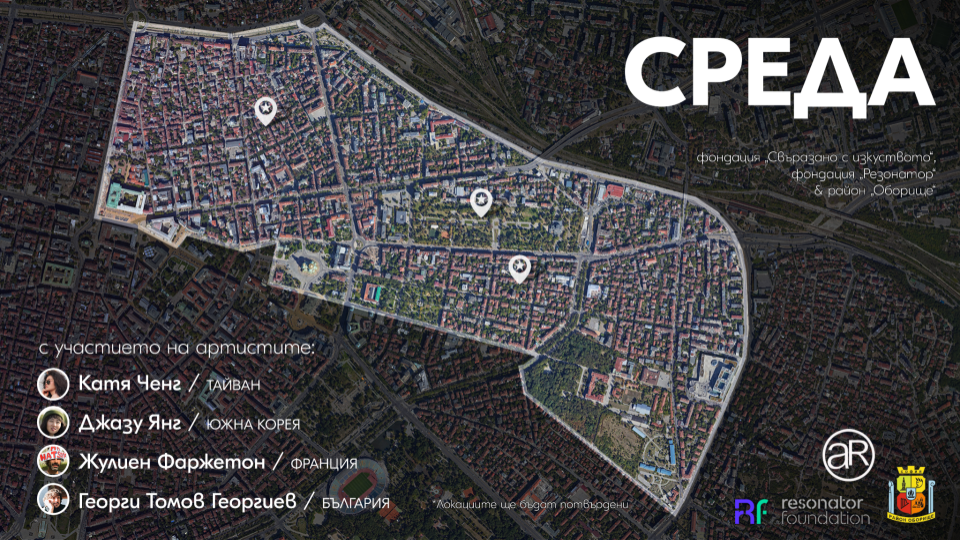 СРЕДА
фондация „Свъразано с изкуството“,
фондация „Резонатор“
& район „Оборище“
с участието на артистите:
Катя Ченг / ТАЙВАН
Джазу Янг / ЮЖНА КОРЕЯ
Жулиен Фаржетон / ФРАНЦИЯ
Георги Томов Георгиев / БЪЛГАРИЯ
*Локациите ще бъдат потвърдени
aR
RF resonator
foundation
РАЙОН ОБОРИЩЕ